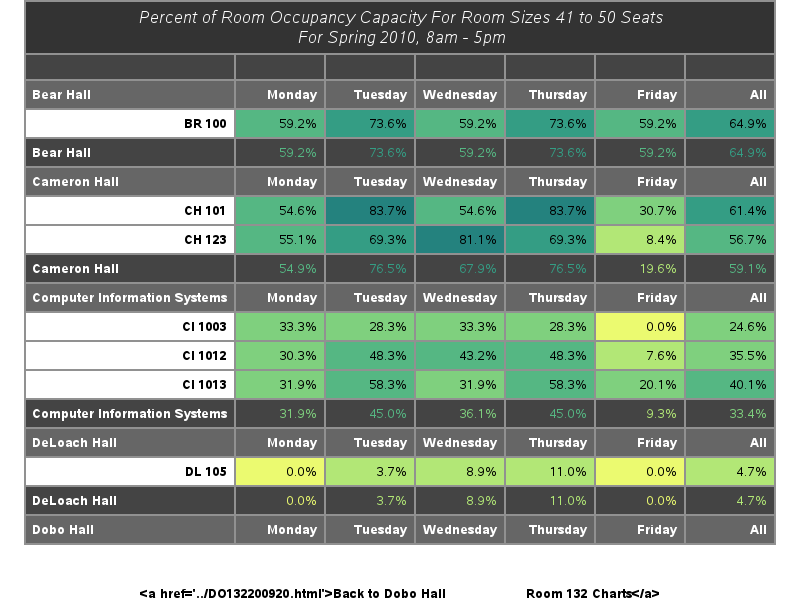 Percent of Room Occupancy Capacity For Room Sizes 41 to 50 Seats
For Spring 2010, 8am - 5pm
Bear Hall Monday Tuesday Wednesday Thursday Friday All
BR 100 59.2% 73.6% 59.2% 73.6% 59.2% 64.9%
Bear Hall 59.2% 73.6% 59.2% 73.6% 59.2% 64.9%
Cameron Hall Monday Tuesday Wednesday Thursday Friday All
CH 101 54.6% 83.7% 54.6% 83.7% 30.7% 61.4%
CH 123 55.1% 69.3% 81.1% 69.3% 8.4% 56.7%
Cameron Hall 54.9% 76.5% 67.9% 76.5% 19.6% 59.1%
Computer Information Systems Monday Tuesday Wednesday Thursday Friday All
CI 1003 33.3% 28.3% 33.3% 28.3% 0.0% 24.6%
CI 1012 30.3% 48.3% 43.2% 48.3% 7.6% 35.5%
CI 1013 31.9% 58.3% 31.9% 58.3% 20.1% 40.1%
Computer Information Systems 31.9% 45.0% 36.1% 45.0% 9.3% 33.4%
DeLoach Hall Monday Tuesday Wednesday Thursday Friday All
DL 105 0.0% 3.7% 8.9% 11.0% 0.0% 4.7%
DeLoach Hall 0.0% 3.7% 8.9% 11.0% 0.0% 4.7%
Dobo Hall Monday Tuesday Wednesday Thursday Friday All
<a href='../DO132200920.html'>Back to Dobo Hall Room 132 Charts</a>